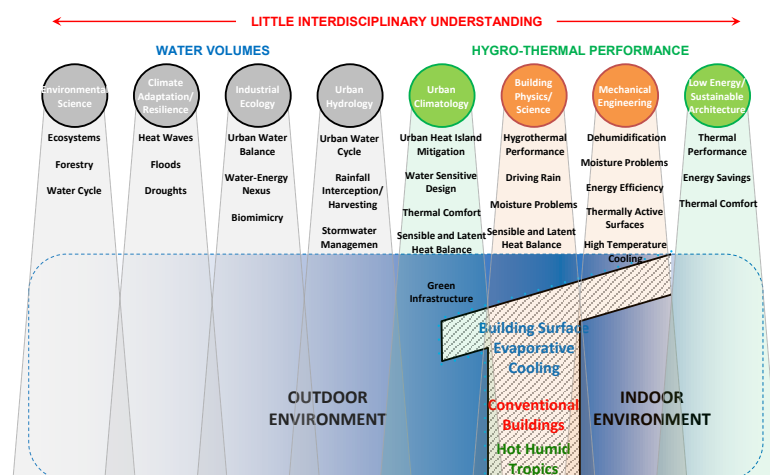 LITTLE INTERDISCIPLINARY UNDERSTANDING
WATER VOLUMES
HYGRO-THERMAL PERFORMANCE
Environmental
Science
Ecosystems
Forestry
Water Cycle
Climate
Adaptation/
Resilience
Heat Waves
Floods
Droughts
Industrial
Ecology
Urban Water
Balance
Water-Energy
Nexus
Biomimicry
Urban
Hydrology
Urban Water
Cycle
Rainfall
Interception/
Harvesting
Stormwater
Managemen
Urban
Climatology
Urban Heat Island
Mitigation
Water Sensitive
Design
Thermal Comfort
Sensible and Latent
Heat Balance
Green
Infrastructure
Building
Physics/
Science
Hygrothermal
Performance
Driving Rain
Moisture Problems
Sensible and Latent
Heat Balance
Mechanical
Engineering
Dehumidification
Moisture Problems
Energy Efficiency
Thermally Active
Surfaces
High Temperature
Cooling
Low Energy/
Sustainable
Architecture
Thermal
Performance
Energy Savings
Thermal Comfort
Building Surface
Evaporative
Cooling
OUTDOOR
ENVIRONMENT
Conventional
Buildings
INDOOR
ENVIRONMENT
Hot Humid
Tropics